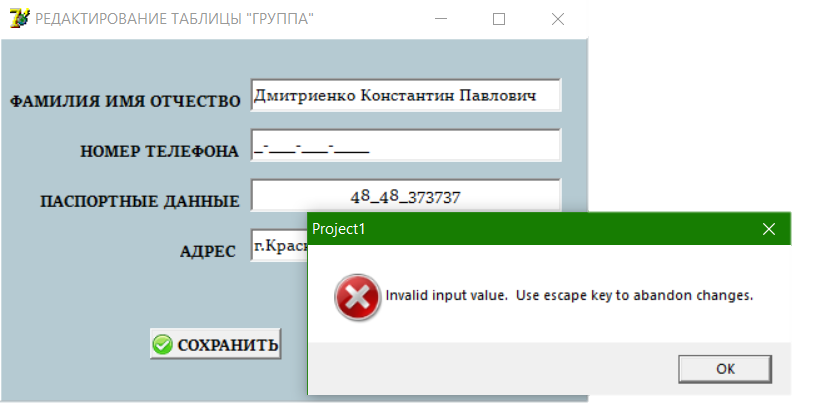 РЕДАКТИРОВАНИЕ ТАБЛИЦЫ "ГРУППА"
ФАМИЛИЯ ИМЯ ОТЧЕСТВО Дмитриенко Константин Павлович
НОМЕР ТЕЛЕФОНА _-___-___-____
ПАСПОРТНЫЕ ДАННЫЕ 48_48_373737
Project1
АДРЕС г.Крас
Invalid input value. Use escape key to abandon changes.
СОХРАНИТЬ
OK